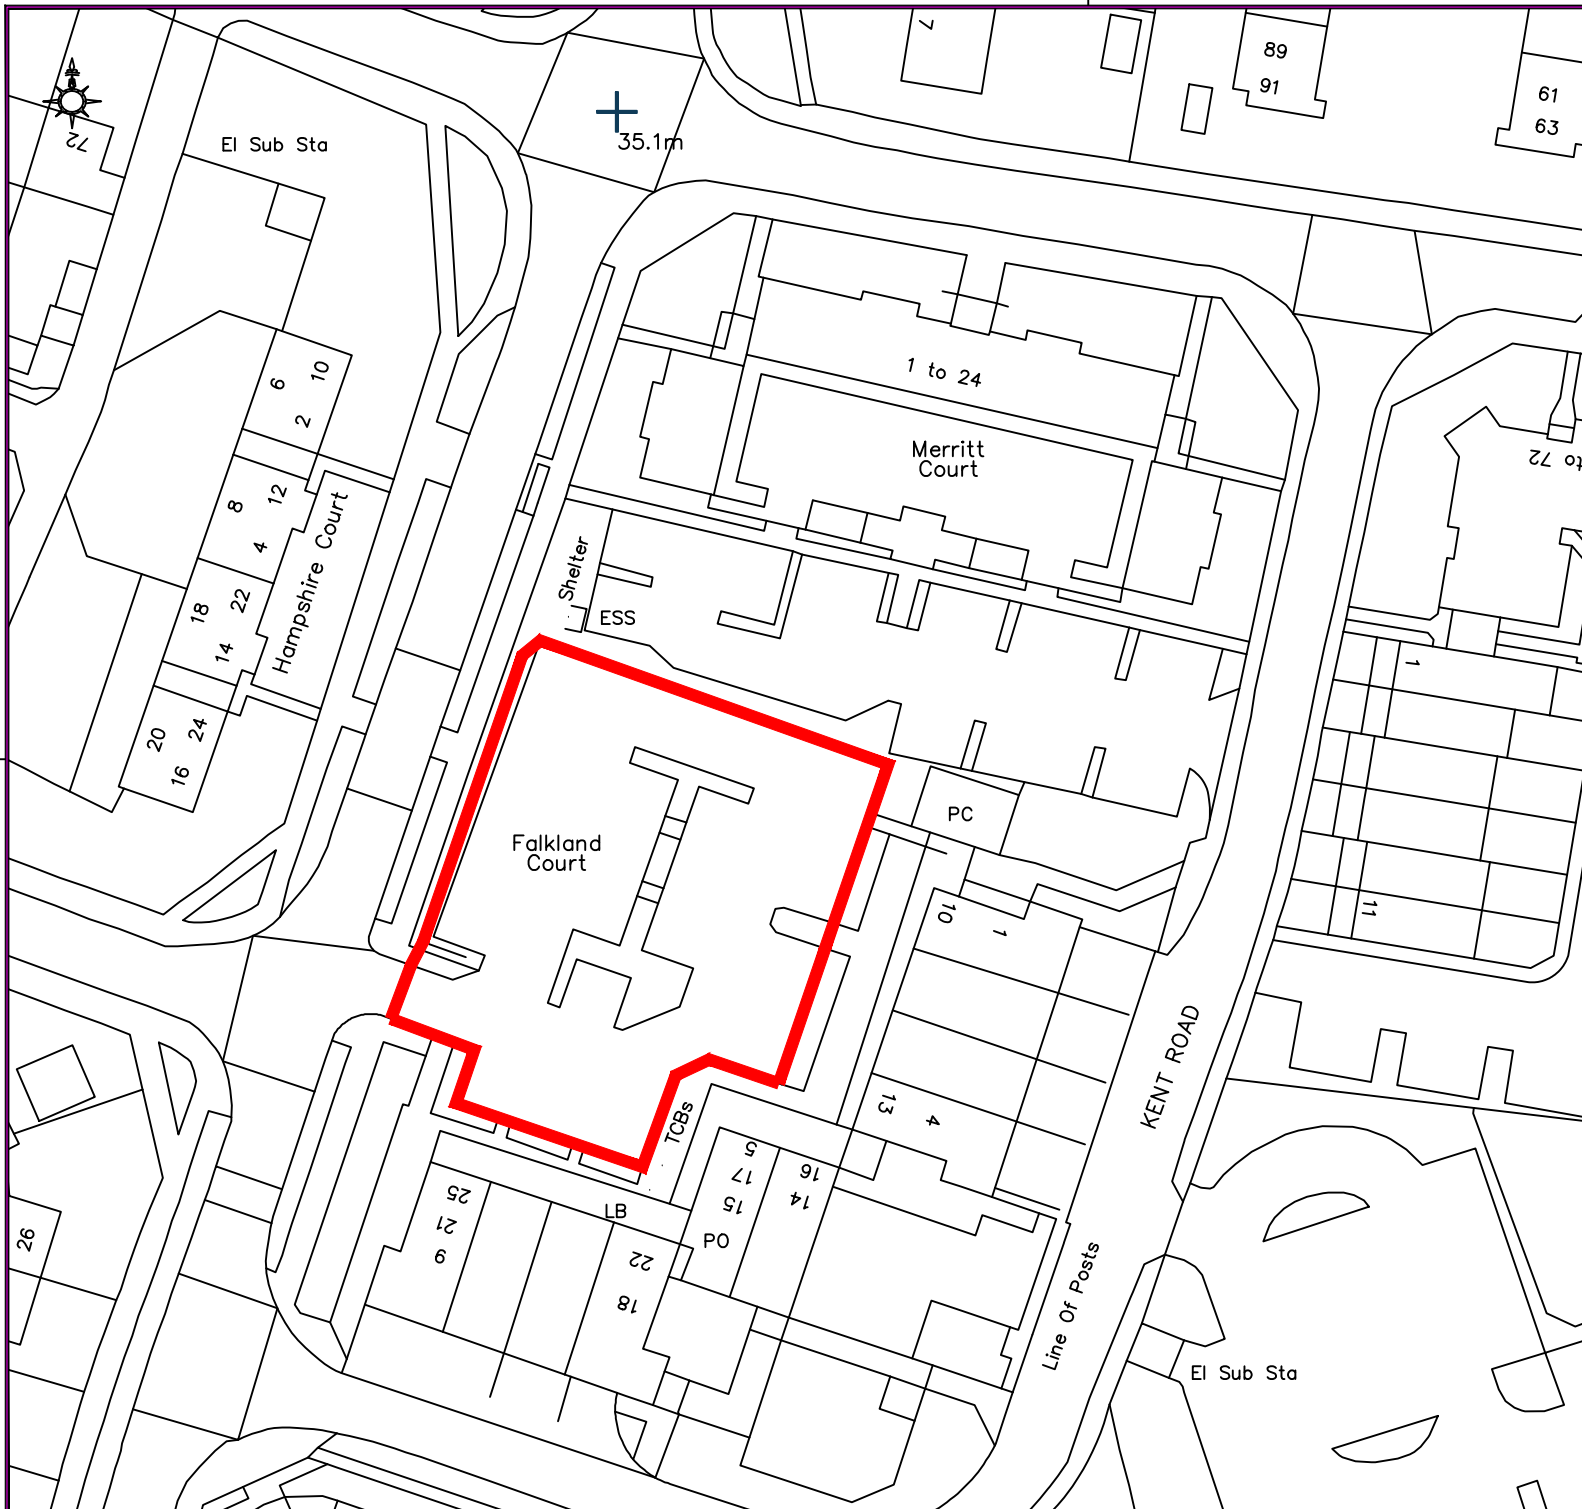 7
89
91
61
63
72
El Sub Sta
35.1m
1 to 24
Merritt
Court
to 72
6
10
2
8
12
4
Hampshire Court
18
22
14
20
24
16
Shelter
ESS
1
Falkland
Court
PC
10
1
11
KENT ROAD
13
4
TCBs
5
17
15
16
14
25
21
9
LB
PO
22
18
26
Line Of Posts
El Sub Sta